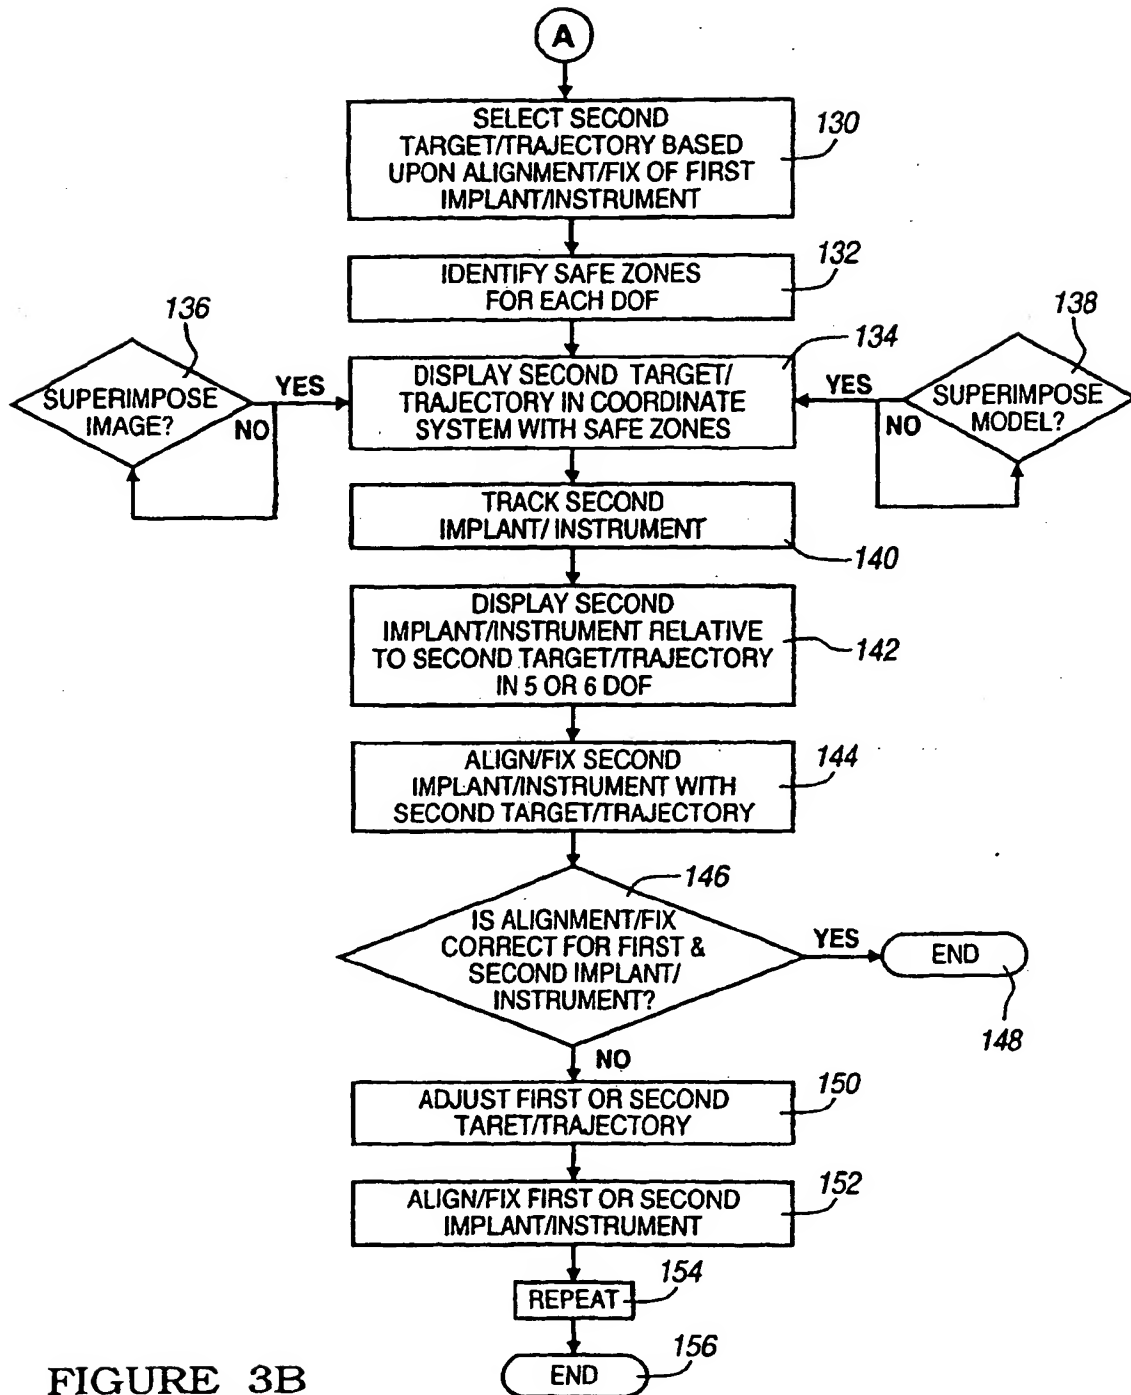 A
SELECT SECOND
TARGET/TRAJECTORY BASED
UPON ALIGNMENT/FIX OF FIRST
IMPLANT/INSTRUMENT
130
IDENTIFY SAFE ZONES
FOR EACH DOF
132
136
SUPERIMPOSE
IMAGE?
YES
NO
DISPLAY SECOND TARGET/
TRAJECTORY IN COORDINATE
SYSTEM WITH SAFE ZONES
134
138
YES
NO
SUPERIMPOSE
MODEL?
TRACK SECOND
IMPLANT/ INSTRUMENT
140
DISPLAY SECOND
IMPLANT/INSTRUMENT RELATIVE
TO SECOND TARGET/TRAJECTORY
IN 5 OR 6 DOF
142
ALIGN/FIX SECOND
IMPLANT/INSTRUMENT WITH
SECOND TARGET/TRAJECTORY
144
146
IS ALIGNMENT/FIX
CORRECT FOR FIRST &
SECOND IMPLANT/
INSTRUMENT?
YES
END
148
NO
ADJUST FIRST OR SECOND
TARET/TRAJECTORY
150
ALIGN/FIX FIRST OR SECOND
IMPLANT/INSTRUMENT
152
REPEAT
154
END
156
FIGURE 3B